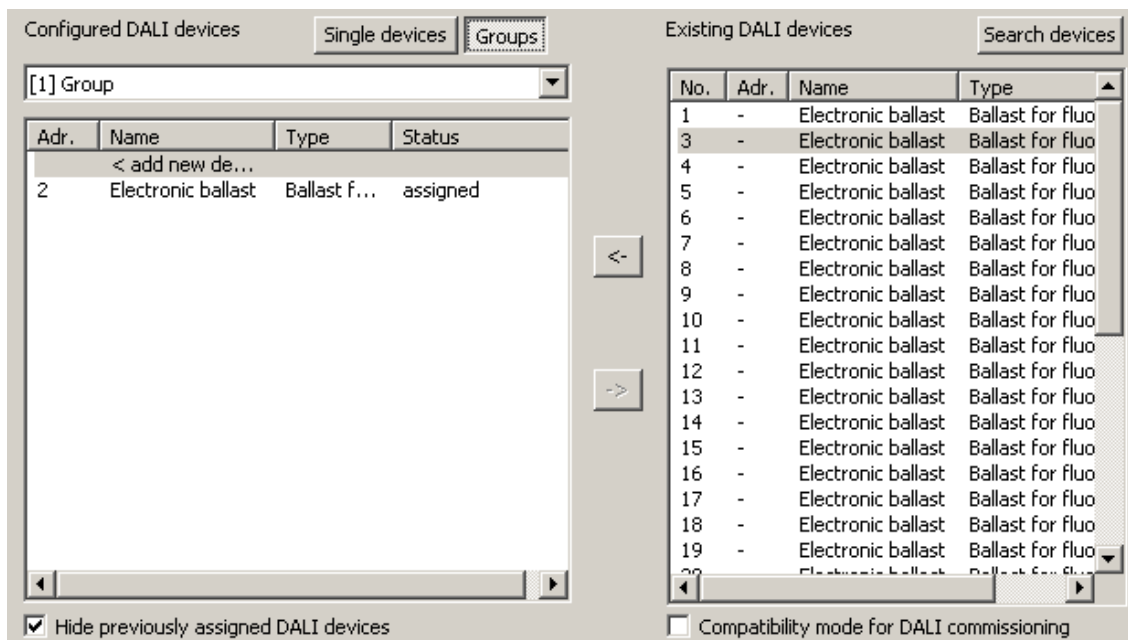 Configured DALI devices
Single devices
Groups
[1] Group
Adr. Name Type Status
< add new de...
2 Electronic ballast Ballast f... assigned
<-
->
Hide previously assigned DALI devices
Existing DALI devices
Search devices
No. Adr. Name Type
1 - Electronic ballast Ballast for fluo
3 - Electronic ballast Ballast for fluo
4 - Electronic ballast Ballast for fluo
5 - Electronic ballast Ballast for fluo
6 - Electronic ballast Ballast for fluo
7 - Electronic ballast Ballast for fluo
8 - Electronic ballast Ballast for fluo
9 - Electronic ballast Ballast for fluo
10 - Electronic ballast Ballast for fluo
11 - Electronic ballast Ballast for fluo
12 - Electronic ballast Ballast for fluo
13 - Electronic ballast Ballast for fluo
14 - Electronic ballast Ballast for fluo
15 - Electronic ballast Ballast for fluo
16 - Electronic ballast Ballast for fluo
17 - Electronic ballast Ballast for fluo
18 - Electronic ballast Ballast for fluo
19 - Electronic ballast Ballast for fluo
Compatibility mode for DALI commissioning